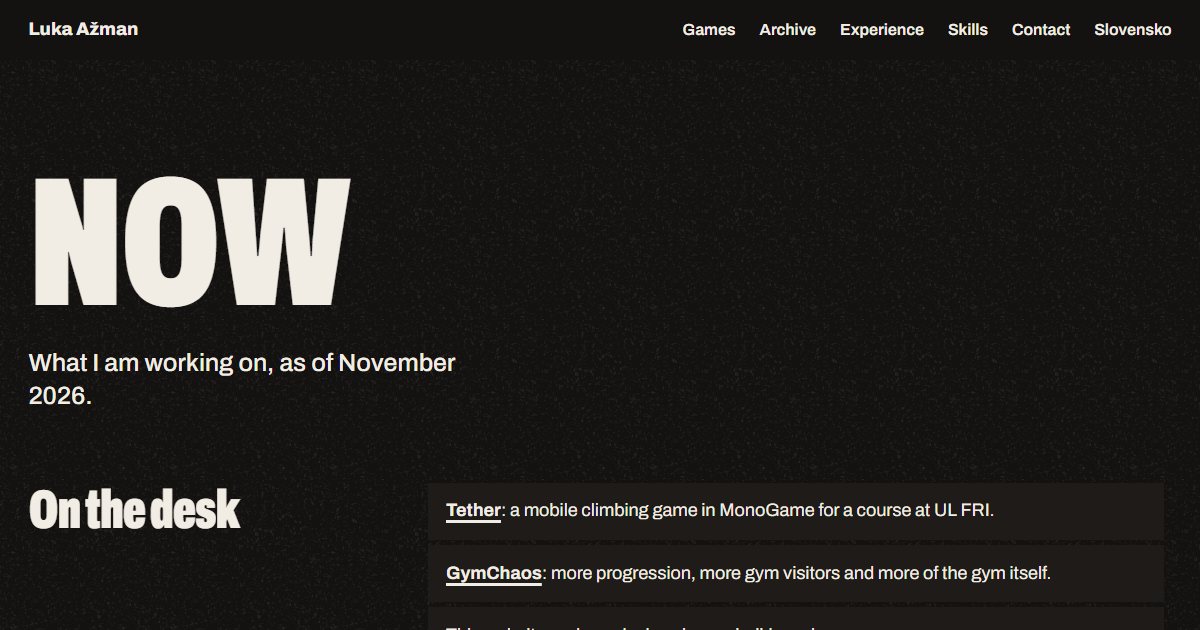 Luka Ažman
Games Archive Experience Skills Contact Slovensko
NOW
What I am working on, as of November
2026.
On the desk
Tether: a mobile climbing game in MonoGame for a course at UL FRI.
GymChaos: more progression, more gym visitors and more of the gym itself.